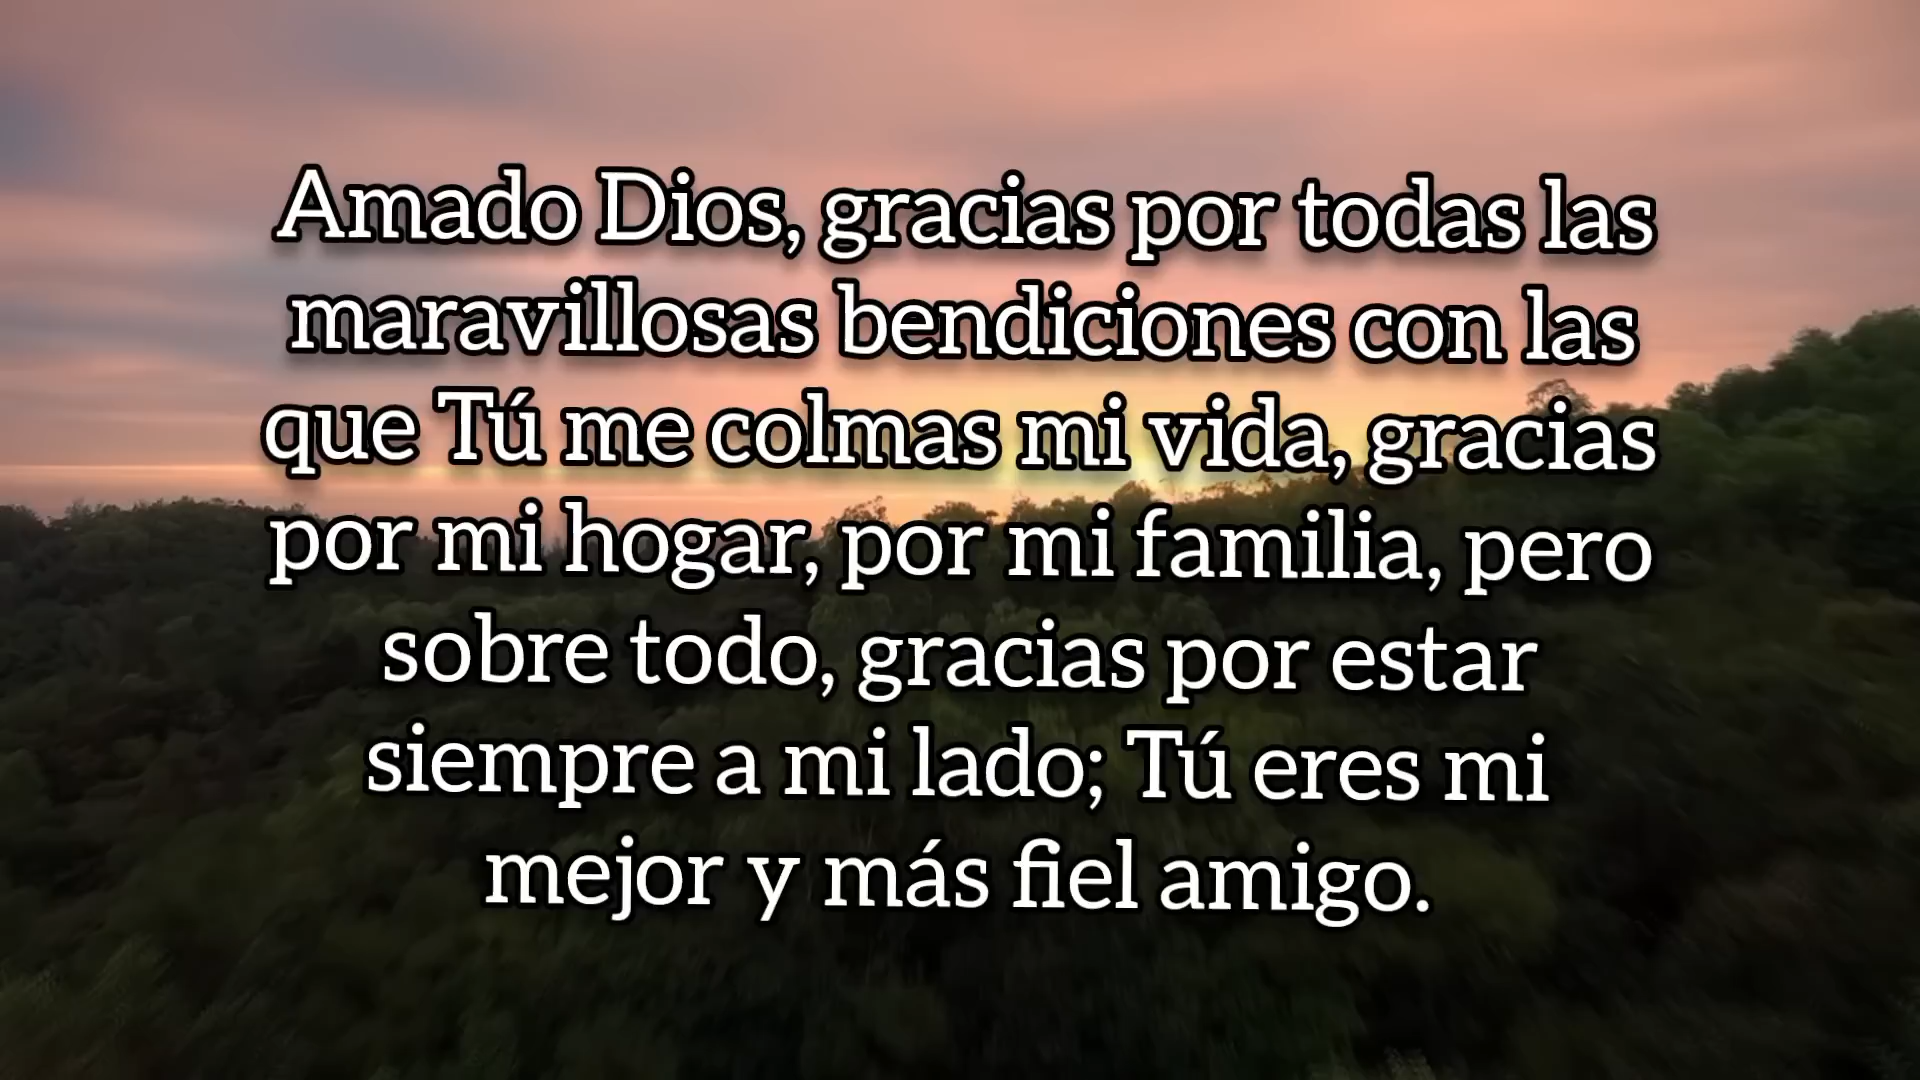 Amado Dios, gracias por todas las
maravillosas bendiciones con las
que Tú me colmas mi vida, gracias
por mi hogar, por mi familia, pero
sobre todo, gracias por estar
siempre a mi lado; Tú eres mi
mejor y más fiel amigo.